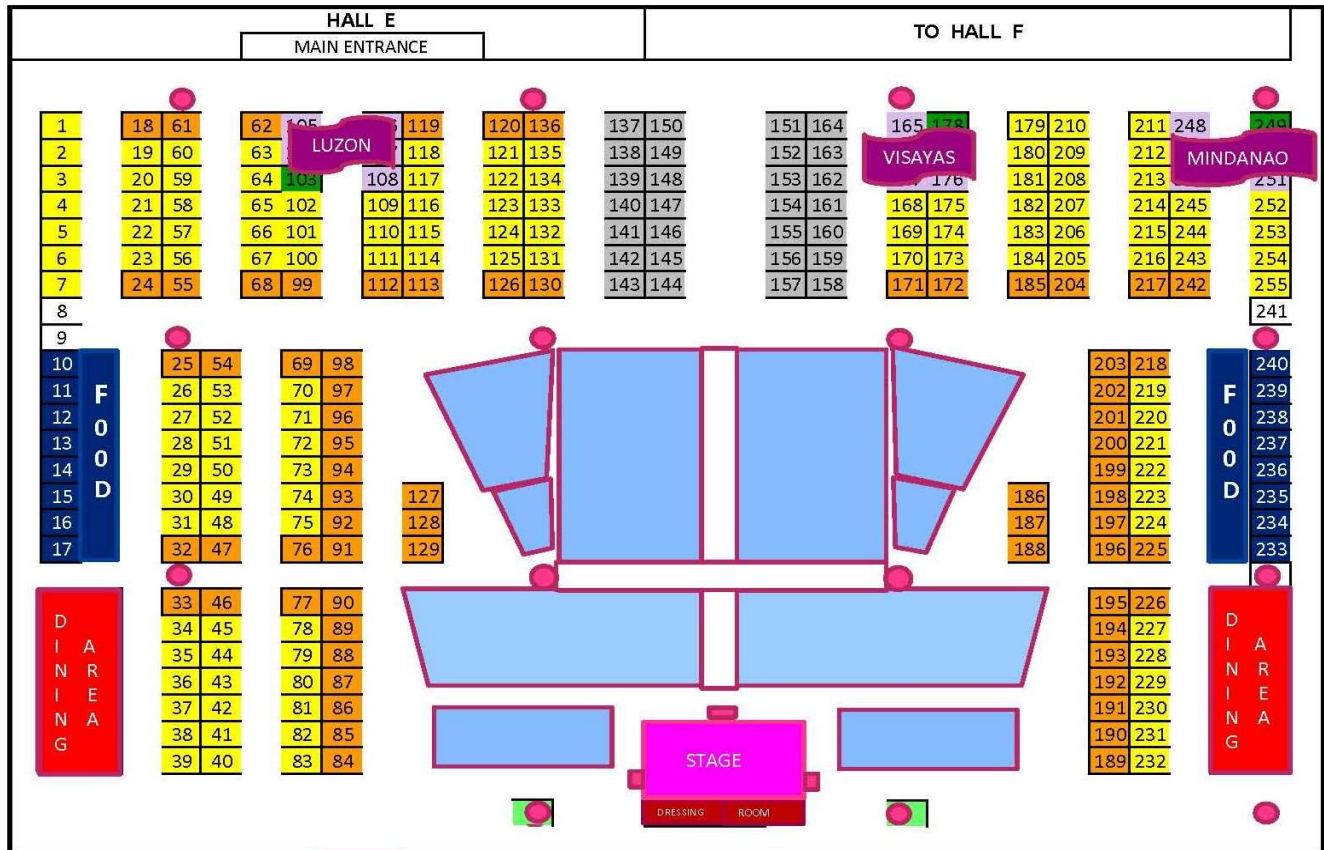 HALL E
MAIN ENTRANCE
TO HALL F
1 18 61 62 105 119 120 136 137 150 151 164 165 178 179 210 211 248 249
2 19 60 63 LUZON 118 121 135 138 149 152 163 VISAYAS 180 209 212 MINDANAO
3 20 59 64 103 108 117 122 134 139 148 153 162 176 181 208 213 251
4 21 58 65 102 109 116 123 133 140 147 154 161 168 175 182 207 214 245 252
5 22 57 66 101 110 115 124 132 141 146 155 160 169 174 183 206 215 244 253
6 23 56 67 100 111 114 125 131 142 145 156 159 170 173 184 205 216 243 254
7 24 55 68 99 112 113 126 130 143 144 157 158 171 172 185 204 217 242 255
8 241
9
FOOD
FOOD
10 25 54 69 98 203 218 240
11 26 53 70 97 202 219 239
12 27 52 71 96 201 220 238
13 28 51 72 95 200 221 237
14 29 50 73 94 199 222 236
15 30 49 74 93 127 186 198 223 235
16 31 48 75 92 128 187 197 224 234
17 32 47 76 91 129 188 196 225 233
DINING AREA
DINING AREA
33 46 77 90 195 226
34 45 78 89 194 227
35 44 79 88 193 228
36 43 80 87 192 229
37 42 81 86 191 230
38 41 82 85 190 231
39 40 83 84 189 232
STAGE
DRESSING ROOM